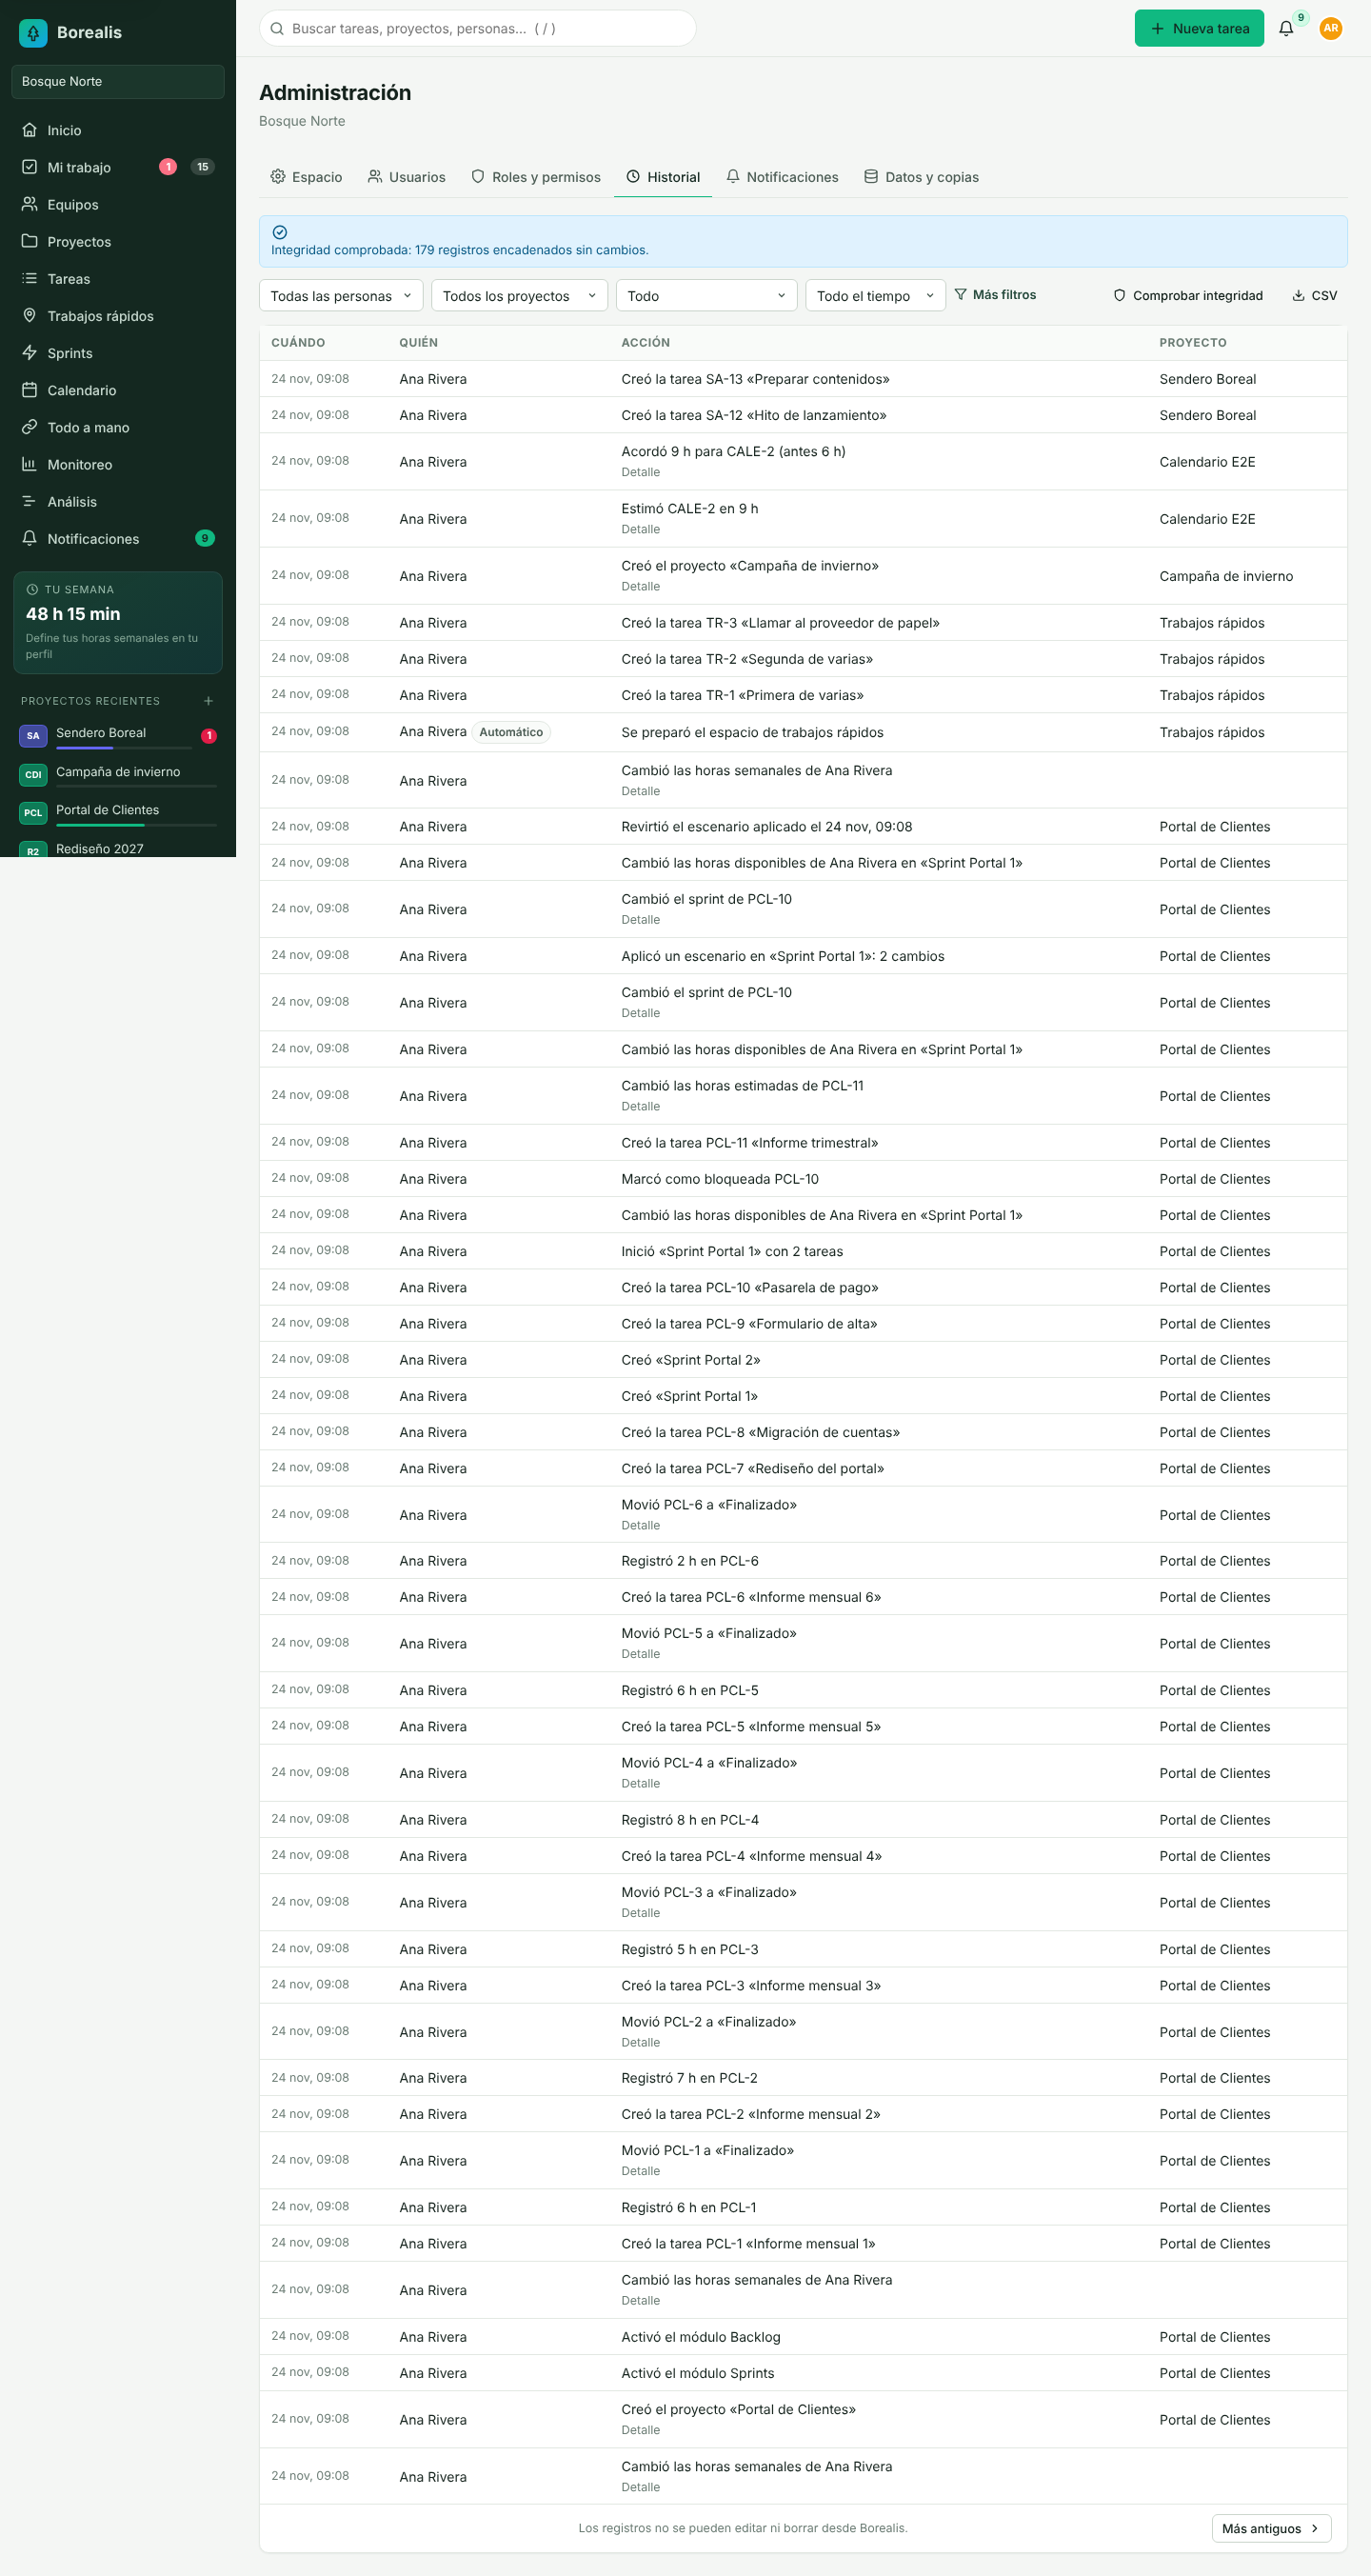 Borealis
Bosque Norte
Inicio
Mi trabajo 1 15
Equipos
Proyectos
Tareas
Trabajos rápidos
Sprints
Calendario
Todo a mano
Monitoreo
Análisis
Notificaciones 9
TU SEMANA
48 h 15 min
Define tus horas semanales en tu
perfil
PROYECTOS RECIENTES
SA Sendero Boreal 1
CDI Campaña de invierno
PCL Portal de Clientes
R2 Rediseño 2027
Buscar tareas, proyectos, personas... ( / )
Nueva tarea 9 AR
Administración
Bosque Norte
Espacio Usuarios Roles y permisos Historial Notificaciones Datos y copias
Integridad comprobada: 179 registros encadenados sin cambios.
Todas las personas Todos los proyectos Todo Todo el tiempo Más filtros Comprobar integridad CSV
CUÁNDO QUIÉN ACCIÓN PROYECTO
24 nov, 09:08 Ana Rivera Creó la tarea SA-13 «Preparar contenidos» Sendero Boreal
24 nov, 09:08 Ana Rivera Creó la tarea SA-12 «Hito de lanzamiento» Sendero Boreal
24 nov, 09:08 Ana Rivera Acordó 9 h para CALE-2 (antes 6 h) Calendario E2E
Detalle
24 nov, 09:08 Ana Rivera Estimó CALE-2 en 9 h Calendario E2E
Detalle
24 nov, 09:08 Ana Rivera Creó el proyecto «Campaña de invierno» Campaña de invierno
Detalle
24 nov, 09:08 Ana Rivera Creó la tarea TR-3 «Llamar al proveedor de papel» Trabajos rápidos
24 nov, 09:08 Ana Rivera Creó la tarea TR-2 «Segunda de varias» Trabajos rápidos
24 nov, 09:08 Ana Rivera Creó la tarea TR-1 «Primera de varias» Trabajos rápidos
24 nov, 09:08 Ana Rivera Automático Se preparó el espacio de trabajos rápidos Trabajos rápidos
24 nov, 09:08 Ana Rivera Cambió las horas semanales de Ana Rivera
Detalle
24 nov, 09:08 Ana Rivera Revirtió el escenario aplicado el 24 nov, 09:08 Portal de Clientes
24 nov, 09:08 Ana Rivera Cambió las horas disponibles de Ana Rivera en «Sprint Portal 1» Portal de Clientes
24 nov, 09:08 Ana Rivera Cambió el sprint de PCL-10 Portal de Clientes
Detalle
24 nov, 09:08 Ana Rivera Aplicó un escenario en «Sprint Portal 1»: 2 cambios Portal de Clientes
24 nov, 09:08 Ana Rivera Cambió el sprint de PCL-10 Portal de Clientes
Detalle
24 nov, 09:08 Ana Rivera Cambió las horas disponibles de Ana Rivera en «Sprint Portal 1» Portal de Clientes
24 nov, 09:08 Ana Rivera Cambió las horas estimadas de PCL-11 Portal de Clientes
Detalle
24 nov, 09:08 Ana Rivera Creó la tarea PCL-11 «Informe trimestral» Portal de Clientes
24 nov, 09:08 Ana Rivera Marcó como bloqueada PCL-10 Portal de Clientes
24 nov, 09:08 Ana Rivera Cambió las horas disponibles de Ana Rivera en «Sprint Portal 1» Portal de Clientes
24 nov, 09:08 Ana Rivera Inició «Sprint Portal 1» con 2 tareas Portal de Clientes
24 nov, 09:08 Ana Rivera Creó la tarea PCL-10 «Pasarela de pago» Portal de Clientes
24 nov, 09:08 Ana Rivera Creó la tarea PCL-9 «Formulario de alta» Portal de Clientes
24 nov, 09:08 Ana Rivera Creó «Sprint Portal 2» Portal de Clientes
24 nov, 09:08 Ana Rivera Creó «Sprint Portal 1» Portal de Clientes
24 nov, 09:08 Ana Rivera Creó la tarea PCL-8 «Migración de cuentas» Portal de Clientes
24 nov, 09:08 Ana Rivera Creó la tarea PCL-7 «Rediseño del portal» Portal de Clientes
24 nov, 09:08 Ana Rivera Movió PCL-6 a «Finalizado» Portal de Clientes
Detalle
24 nov, 09:08 Ana Rivera Registró 2 h en PCL-6 Portal de Clientes
24 nov, 09:08 Ana Rivera Creó la tarea PCL-6 «Informe mensual 6» Portal de Clientes
24 nov, 09:08 Ana Rivera Movió PCL-5 a «Finalizado» Portal de Clientes
Detalle
24 nov, 09:08 Ana Rivera Registró 6 h en PCL-5 Portal de Clientes
24 nov, 09:08 Ana Rivera Creó la tarea PCL-5 «Informe mensual 5» Portal de Clientes
24 nov, 09:08 Ana Rivera Movió PCL-4 a «Finalizado» Portal de Clientes
Detalle
24 nov, 09:08 Ana Rivera Registró 8 h en PCL-4 Portal de Clientes
24 nov, 09:08 Ana Rivera Creó la tarea PCL-4 «Informe mensual 4» Portal de Clientes
24 nov, 09:08 Ana Rivera Movió PCL-3 a «Finalizado» Portal de Clientes
Detalle
24 nov, 09:08 Ana Rivera Registró 5 h en PCL-3 Portal de Clientes
24 nov, 09:08 Ana Rivera Creó la tarea PCL-3 «Informe mensual 3» Portal de Clientes
24 nov, 09:08 Ana Rivera Movió PCL-2 a «Finalizado» Portal de Clientes
Detalle
24 nov, 09:08 Ana Rivera Registró 7 h en PCL-2 Portal de Clientes
24 nov, 09:08 Ana Rivera Creó la tarea PCL-2 «Informe mensual 2» Portal de Clientes
24 nov, 09:08 Ana Rivera Movió PCL-1 a «Finalizado» Portal de Clientes
Detalle
24 nov, 09:08 Ana Rivera Registró 6 h en PCL-1 Portal de Clientes
24 nov, 09:08 Ana Rivera Creó la tarea PCL-1 «Informe mensual 1» Portal de Clientes
24 nov, 09:08 Ana Rivera Cambió las horas semanales de Ana Rivera
Detalle
24 nov, 09:08 Ana Rivera Activó el módulo Backlog Portal de Clientes
24 nov, 09:08 Ana Rivera Activó el módulo Sprints Portal de Clientes
24 nov, 09:08 Ana Rivera Creó el proyecto «Portal de Clientes» Portal de Clientes
Detalle
24 nov, 09:08 Ana Rivera Cambió las horas semanales de Ana Rivera
Detalle
Los registros no se pueden editar ni borrar desde Borealis.
Más antiguos